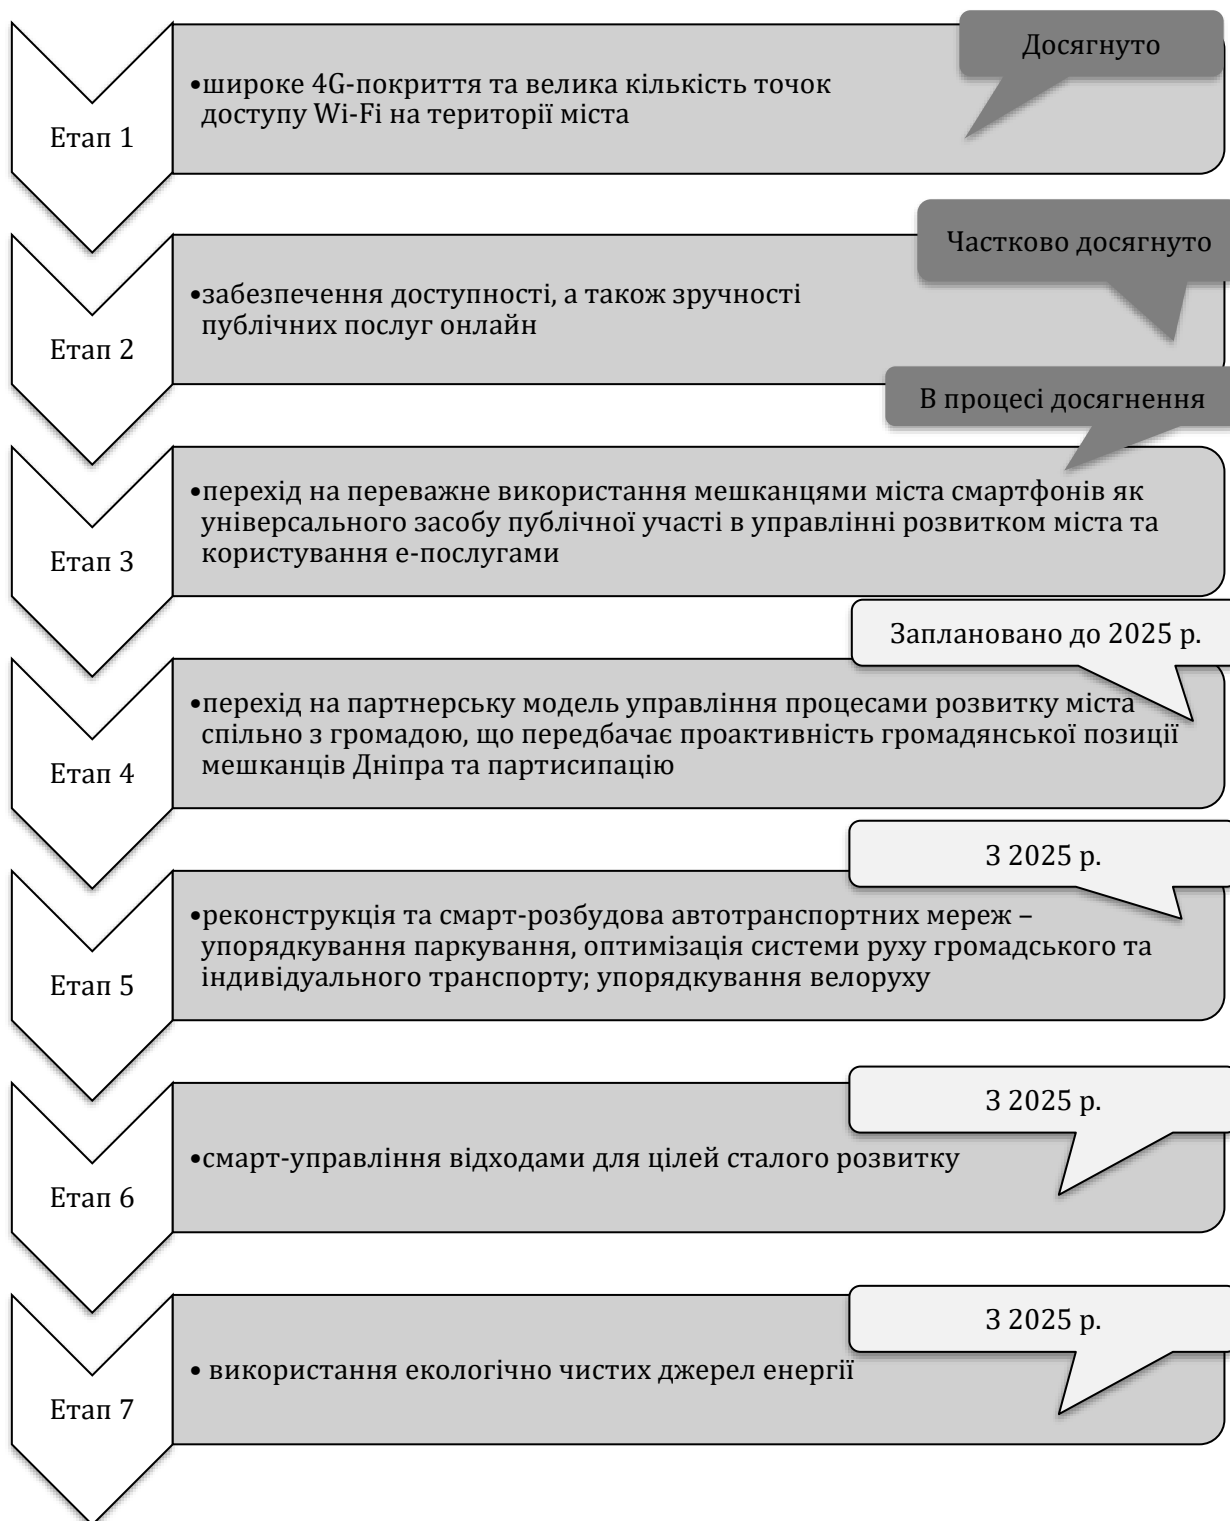 Досягнуто
•широке 4G-покриття та велика кількість точок
доступу Wi-Fi на території міста
Етап 1
Частково досягнуто
•забезпечення доступності, а також зручності
публічних послуг онлайн
Етап 2
В процесі досягнення
•перехід на переважне використання мешканцями міста смартфонів як
універсального засобу публічної участі в управлінні розвитком міста та
користування е-послугами
Етап 3
Заплановано до 2025 р.
•перехід на партнерську модель управління процесами розвитку міста
спільно з громадою, що передбачає проактивність громадянської позиції
мешканців Дніпра та партисипацію
Етап 4
З 2025 р.
•реконструкція та смарт-розбудова автотранспортних мереж –
упорядкування паркування, оптимізація системи руху громадського та
індивідуального транспорту; упорядкування велоруху
Етап 5
З 2025 р.
•смарт-управління відходами для цілей сталого розвитку
Етап 6
З 2025 р.
• використання екологічно чистих джерел енергії
Етап 7